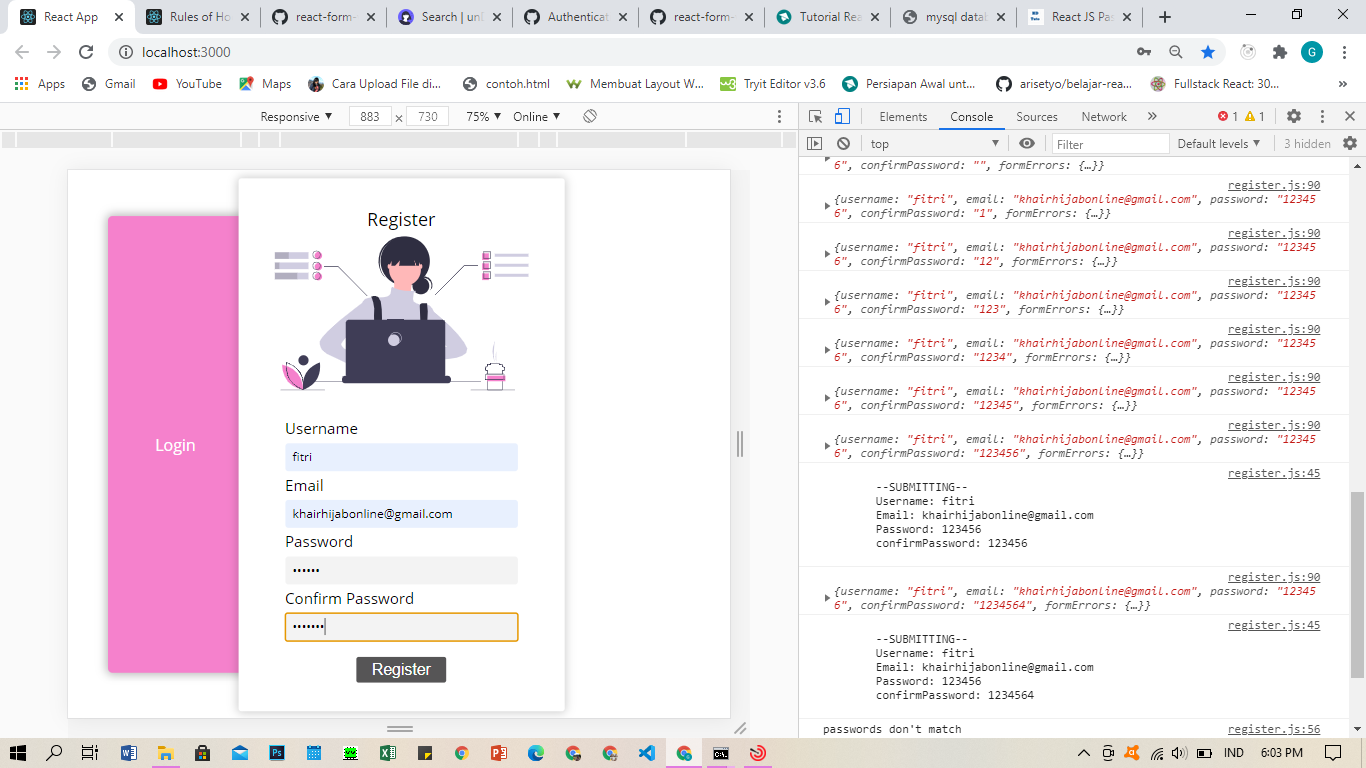 React App
Rules of Ho
react-form-
Search | unD
Authenticat
react-form-
Tutorial Rea
mysql datab
React JS Pas
localhost:3000
G
Apps
Gmail
YouTube
Maps
Cara Upload File di...
contoh.html
Membuat Layout W...
Tryit Editor v3.6
Persiapan Awal unt...
arisetyo/belajar-rea...
Fullstack React: 30...
»
Responsive ▼ 883 × 730 75% ▼ Online ▼
Elements Console Sources Network » 1 1
top ▼ Filter Default levels ▼ 3 hidden
Login
Register
Username
fitri
Email
khairhijabonline@gmail.com
Password
••••••
Confirm Password
•••••••
Register
6", confirmPassword: "", formErrors: {…}}
register.js:90
{username: "fitri", email: "khairhijabonline@gmail.com", password: "12345
6", confirmPassword: "1", formErrors: {…}}
register.js:90
{username: "fitri", email: "khairhijabonline@gmail.com", password: "12345
6", confirmPassword: "12", formErrors: {…}}
register.js:90
{username: "fitri", email: "khairhijabonline@gmail.com", password: "12345
6", confirmPassword: "123", formErrors: {…}}
register.js:90
{username: "fitri", email: "khairhijabonline@gmail.com", password: "12345
6", confirmPassword: "1234", formErrors: {…}}
register.js:90
{username: "fitri", email: "khairhijabonline@gmail.com", password: "12345
6", confirmPassword: "12345", formErrors: {…}}
register.js:90
{username: "fitri", email: "khairhijabonline@gmail.com", password: "12345
6", confirmPassword: "123456", formErrors: {…}}
register.js:45
--SUBMITTING--
Username: fitri
Email: khairhijabonline@gmail.com
Password: 123456
confirmPassword: 123456
register.js:90
{username: "fitri", email: "khairhijabonline@gmail.com", password: "12345
6", confirmPassword: "1234564", formErrors: {…}}
register.js:45
--SUBMITTING--
Username: fitri
Email: khairhijabonline@gmail.com
Password: 123456
confirmPassword: 1234564
passwords don't match register.js:56
IND 6:03 PM